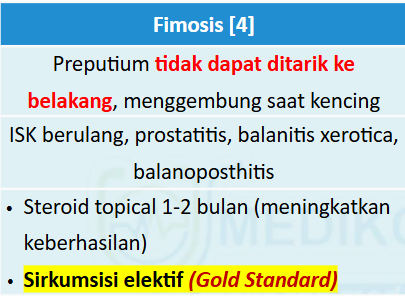 Fimosis [4]
Preputium tidak dapat ditarik ke
belakang, menggembung saat kencing
ISK berulang, prostatitis, balanitis xerotica,
balanoposthitis
• Steroid topical 1-2 bulan (meningkatkan
keberhasilan)
• Sirkumsisi elektif (Gold Standard)